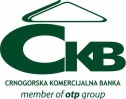 CKB
CRNOGORSKA KOMERCIJALNA BANKA
member of otp group